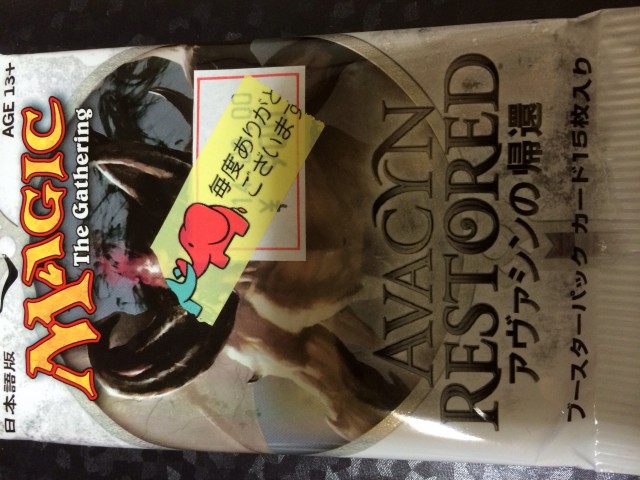 日本語版
AGE 13+
MAGIC
The Gathering
毎度ありがと
ございます。
¥
AVACYN
RESTORED
アヴァシンの帰還
ブースターパック カード15枚入り